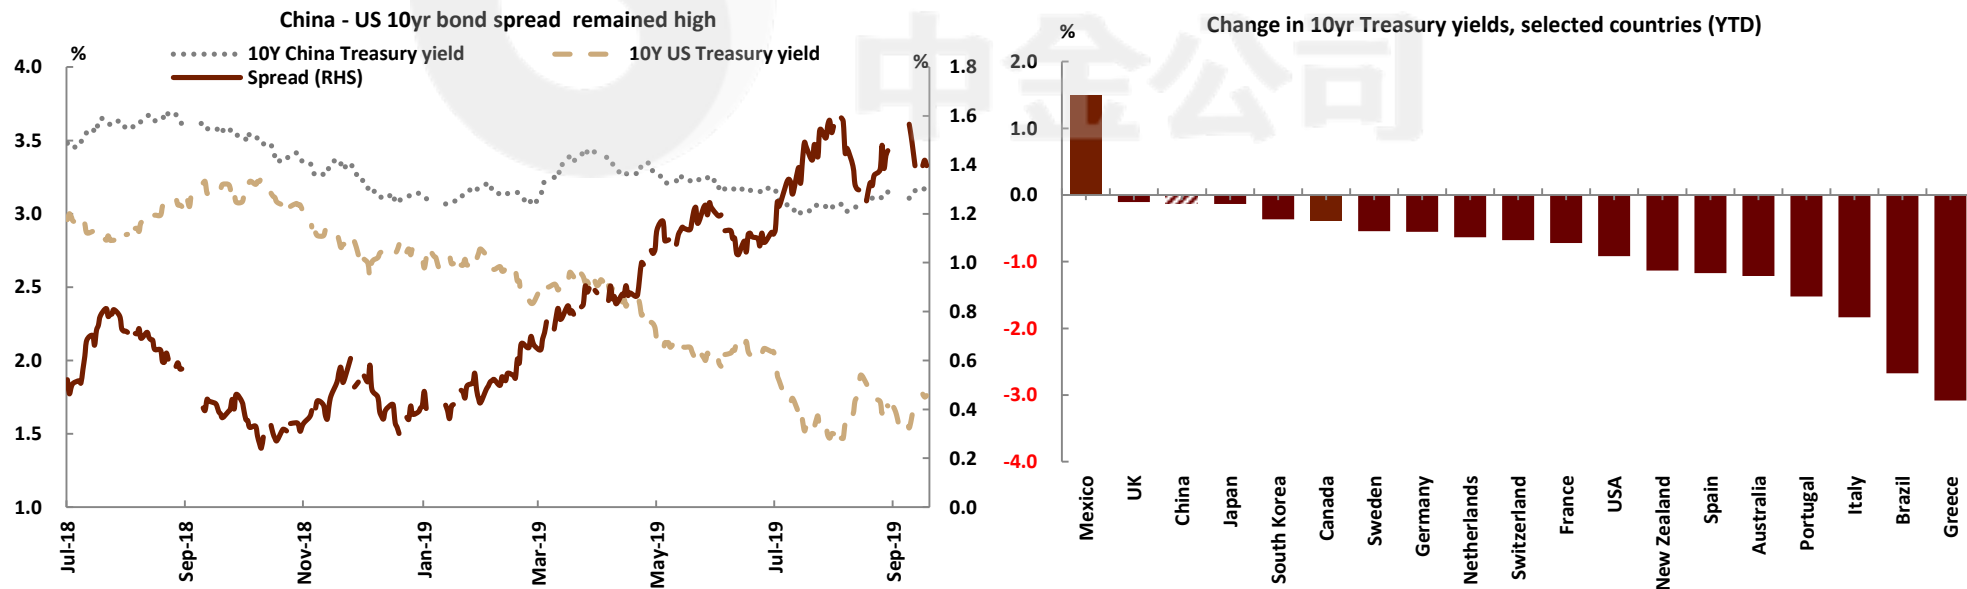 China - US 10yr bond spread remained high
%
10Y China Treasury yield
10Y US Treasury yield
Spread (RHS)
%
4.0
3.5
3.0
2.5
2.0
1.5
1.0
1.8
1.6
1.4
1.2
1.0
0.8
0.6
0.4
0.2
0.0
Jul-18
Sep-18
Nov-18
Jan-19
Mar-19
May-19
Jul-19
Sep-19
中金公司
Change in 10yr Treasury yields, selected countries (YTD)
%
2.0
1.0
0.0
-1.0
-2.0
-3.0
-4.0
Mexico
UK
China
Japan
South Korea
Canada
Sweden
Germany
Netherlands
Switzerland
France
USA
New Zealand
Spain
Australia
Portugal
Italy
Brazil
Greece